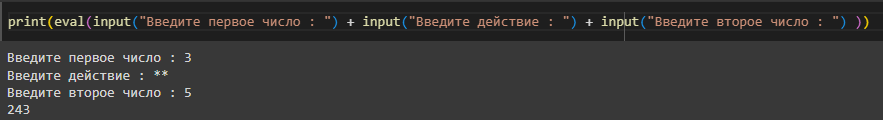 print(eval(input("Введите первое число : ") + input("Введите действие : ") + input("Введите второе число : ") ))
Введите первое число : 3
Введите действие : **
Введите второе число : 5
243